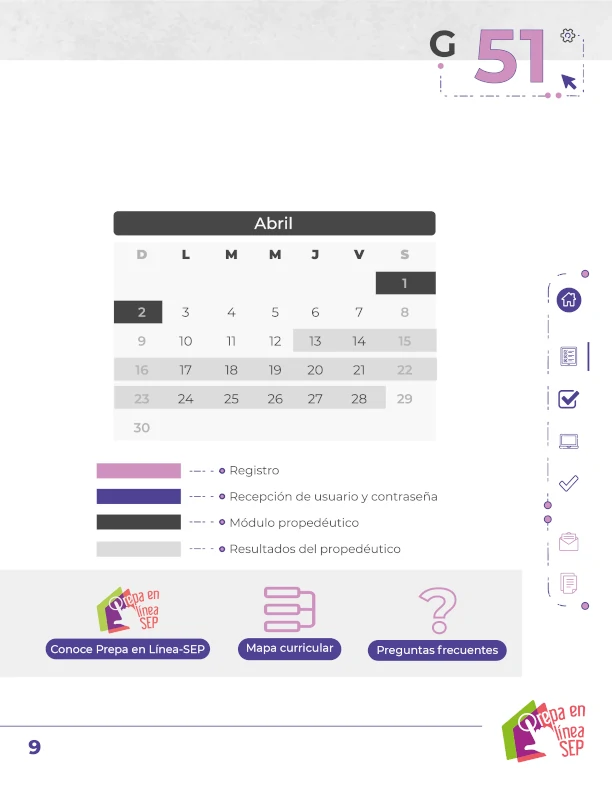 G 51
Abril
D L M M J V S
1
2 3 4 5 6 7 8
9 10 11 12 13 14 15
16 17 18 19 20 21 22
23 24 25 26 27 28 29
30
Registro
Recepción de usuario y contraseña
Módulo propedéutico
Resultados del propedéutico
Prepa en
línea
SEP
Conoce Prepa en Línea-SEP
Mapa curricular
?
Preguntas frecuentes
Prepa en
línea
SEP
9